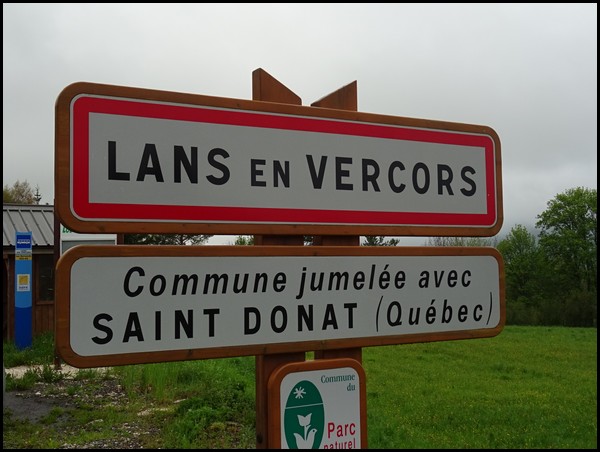 LANS EN VERCORS
Commune jumelée avec
SAINT DONAT (Québec)
Commune
du
Parc
naturel